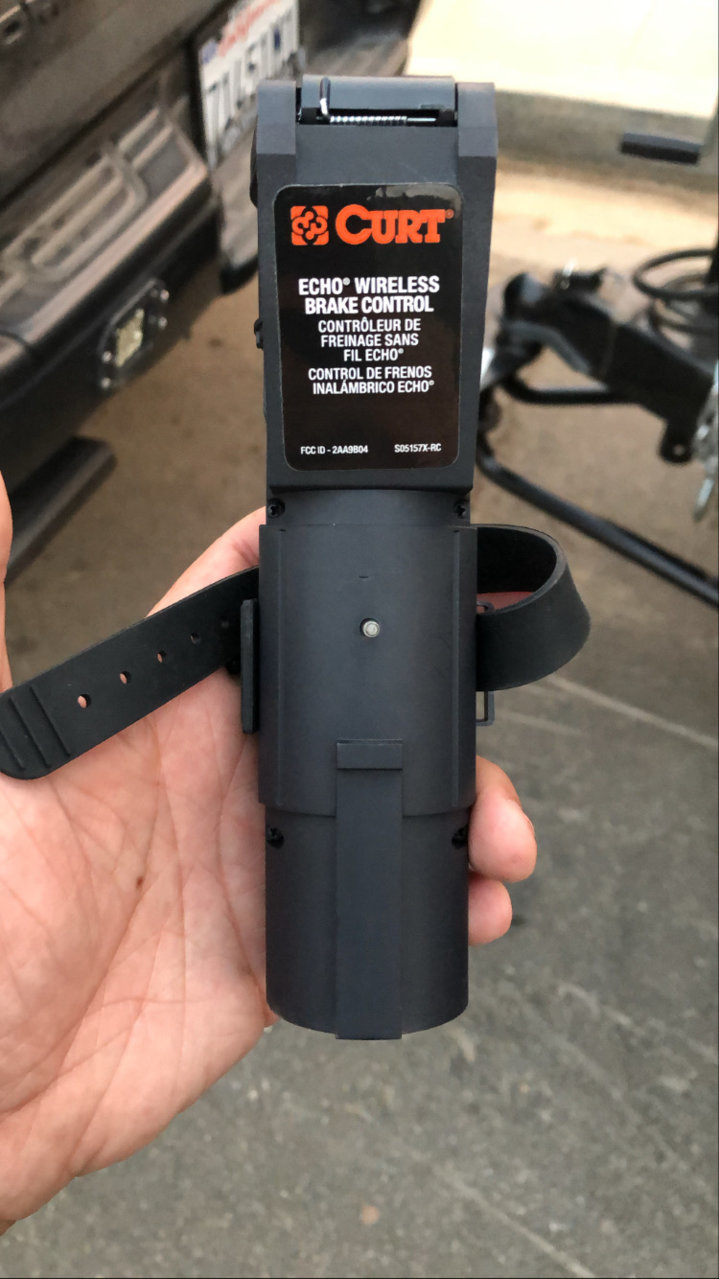 CURT®
ECHO® WIRELESS
BRAKE CONTROL
CONTRÔLEUR DE
FREINAGE SANS
FIL ECHO®
CONTROL DE FRENOS
INALÁMBRICO ECHO®
FCC ID - 2AA9B04 S05157X-RC